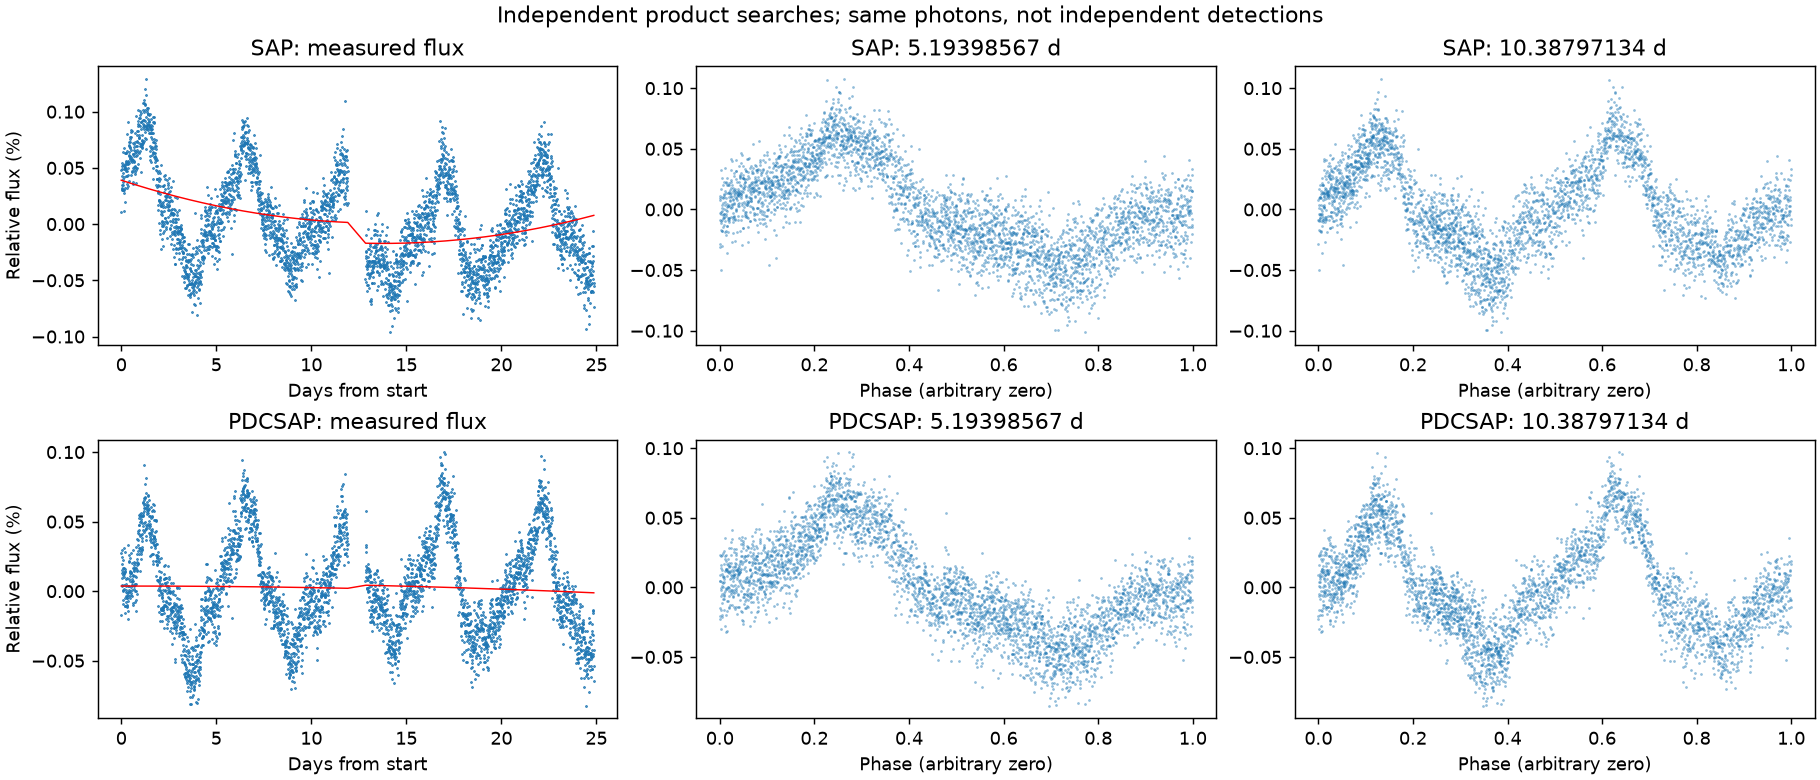 Independent product searches; same photons, not independent detections
SAP: measured flux
SAP: 5.19398567 d
SAP: 10.38797134 d
Relative flux (%)
0.10
0.05
0.00
−0.05
−0.10
0 5 10 15 20 25
Days from start
0.10
0.05
0.00
−0.05
−0.10
0.0 0.2 0.4 0.6 0.8 1.0
Phase (arbitrary zero)
0.10
0.05
0.00
−0.05
−0.10
0.0 0.2 0.4 0.6 0.8 1.0
Phase (arbitrary zero)
PDCSAP: measured flux
PDCSAP: 5.19398567 d
PDCSAP: 10.38797134 d
Relative flux (%)
0.10
0.05
0.00
−0.05
0 5 10 15 20 25
Days from start
0.10
0.05
0.00
−0.05
0.0 0.2 0.4 0.6 0.8 1.0
Phase (arbitrary zero)
0.10
0.05
0.00
−0.05
0.0 0.2 0.4 0.6 0.8 1.0
Phase (arbitrary zero)